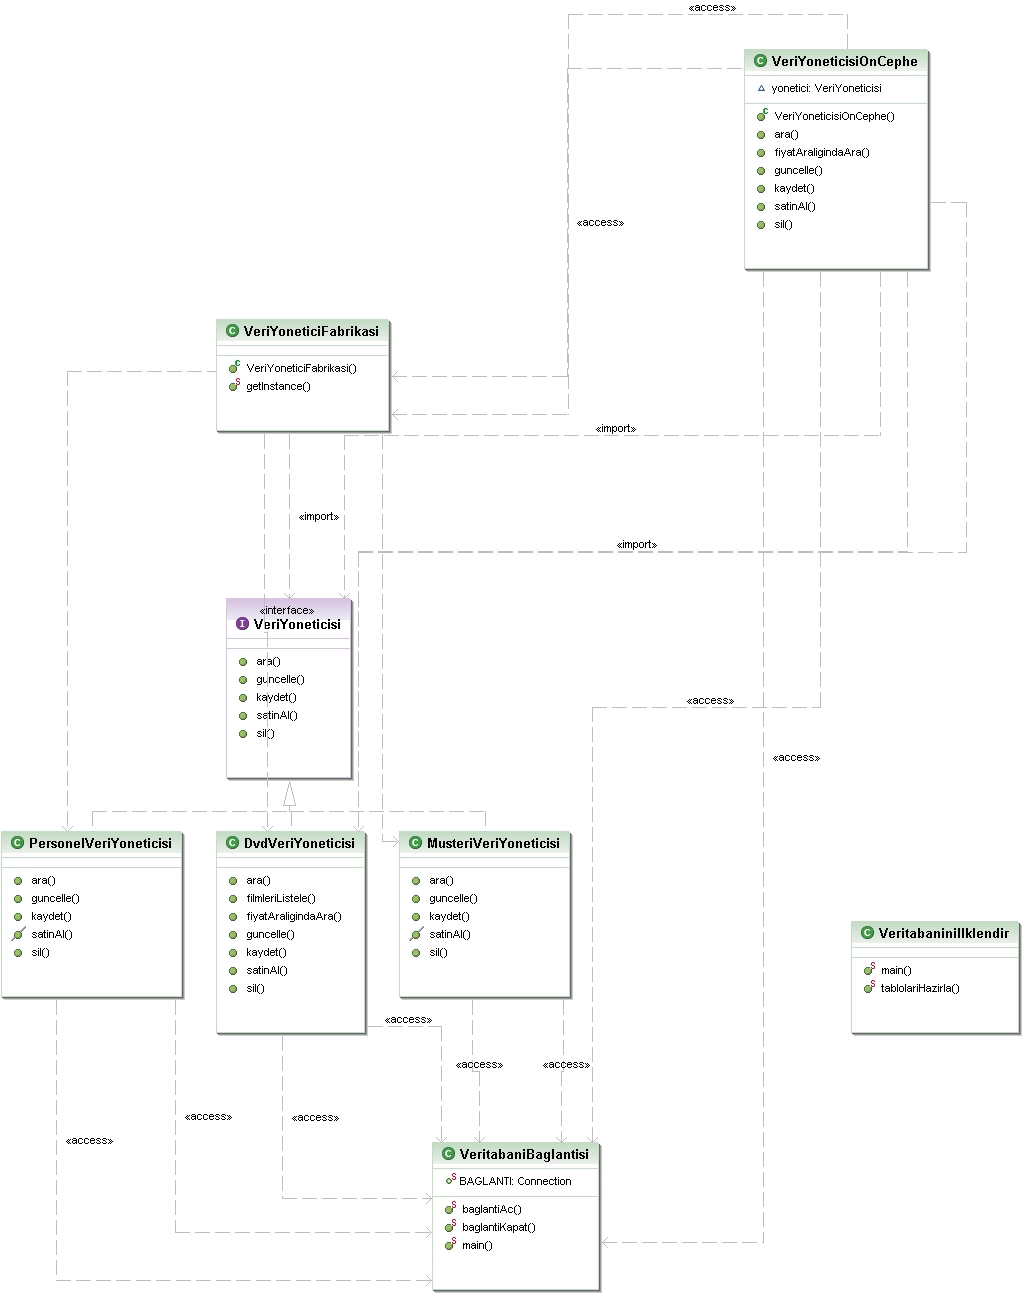 «access»
VeriYoneticisiOnCephe
yonetici: VeriYoneticisi
VeriYoneticisiOnCephe()
ara()
fiyatAraligindaAra()
guncelle()
kaydet()
satinAl()
sil()
«access»
VeriYoneticiFabrikasi
VeriYoneticiFabrikasi()
getInstance()
«import»
«import»
«import»
«interface»
VeriYoneticisi
ara()
guncelle()
kaydet()
satinAl()
sil()
«access»
«access»
PersonelVeriYoneticisi
ara()
guncelle()
kaydet()
satinAl()
sil()
DvdVeriYoneticisi
ara()
filmleriListele()
fiyatAraligindaAra()
guncelle()
kaydet()
satinAl()
sil()
MusteriVeriYoneticisi
ara()
guncelle()
kaydet()
satinAl()
sil()
VeritabaniniIlklendir
main()
tablolariHazirla()
«access»
«access»
«access»
«access»
«access»
«access»
VeritabaniBaglantisi
BAGLANTI: Connection
baglantiAc()
baglantiKapat()
main()